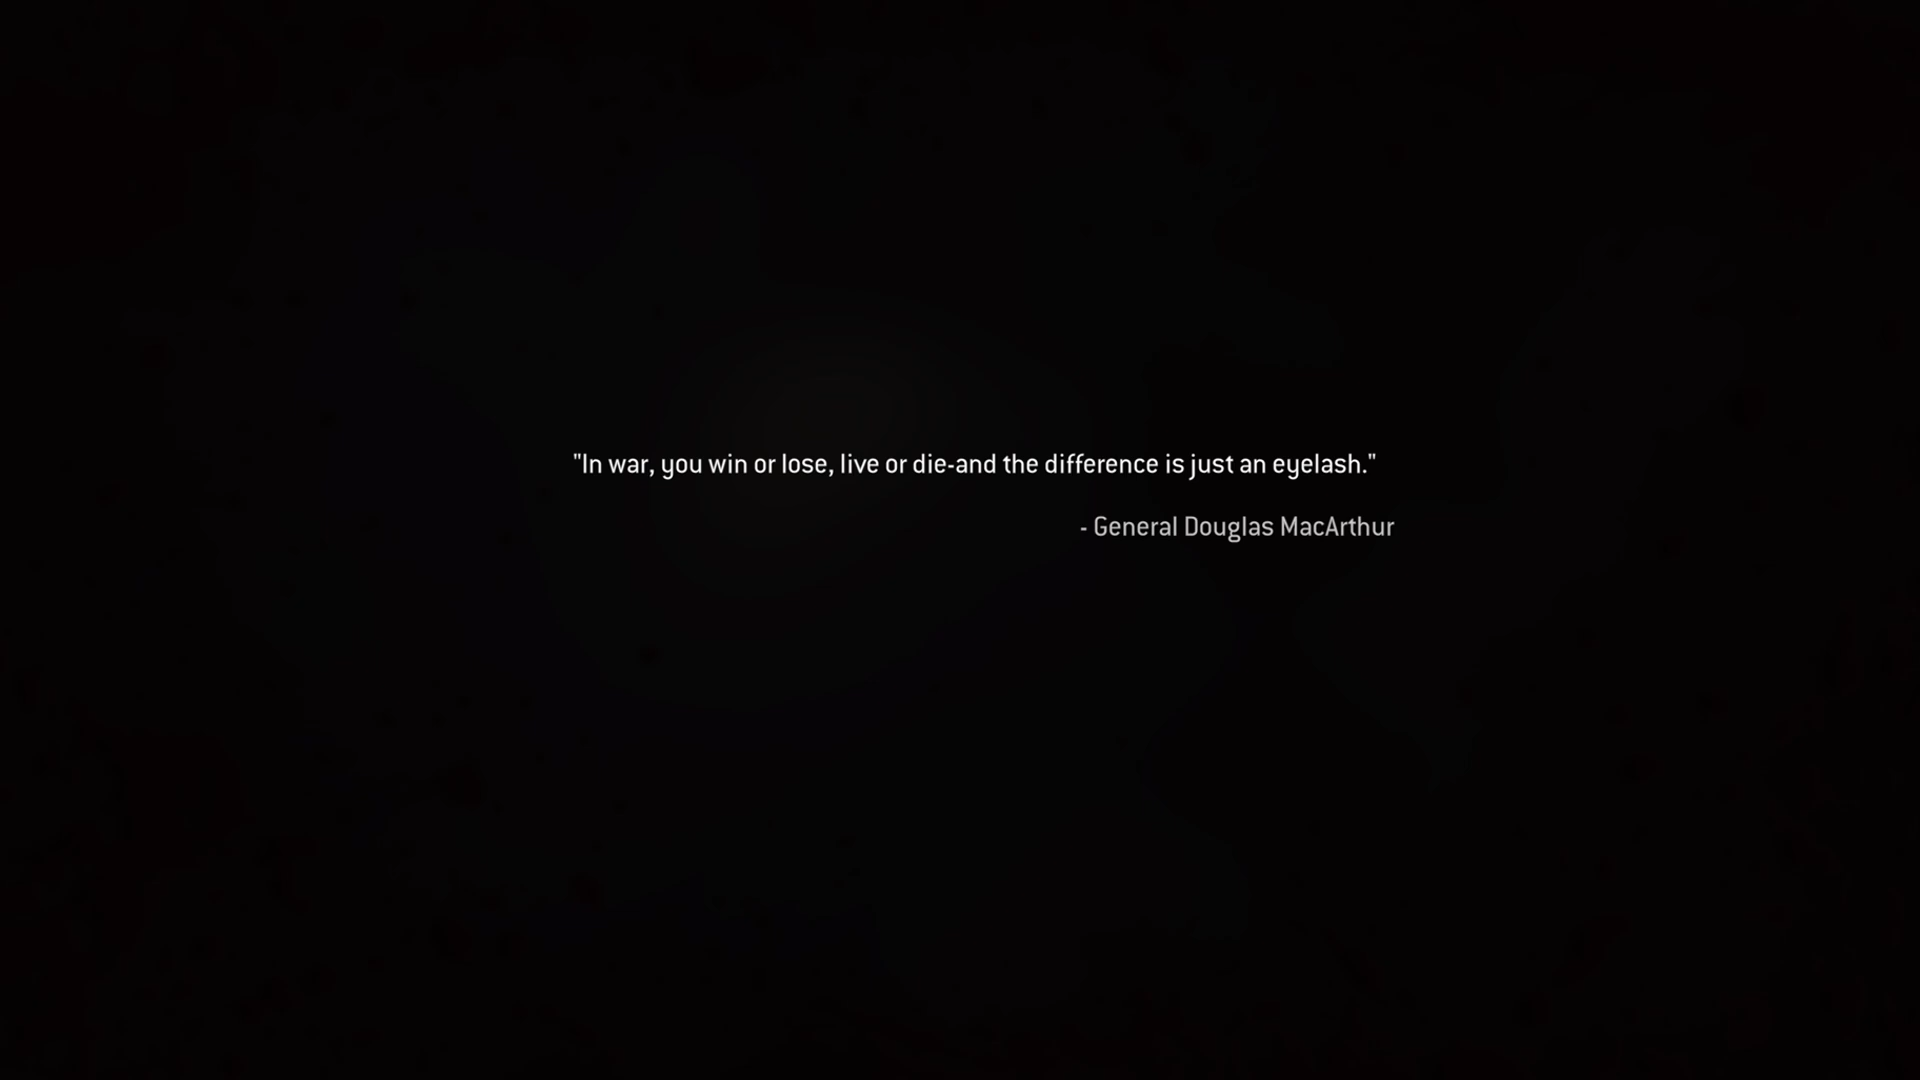 "In war, you win or lose, live or die-and the difference is just an eyelash."
- General Douglas MacArthur